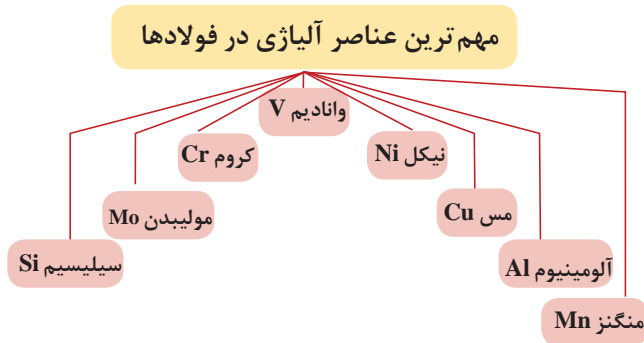 مهم ترین عناصر آلیاژی در فولادها
وانادیم V
نیکل Ni
کروم Cr
مس Cu
مولیبدن Mo
آلومینیوم Al
سیلیسیم Si
منگنز Mn